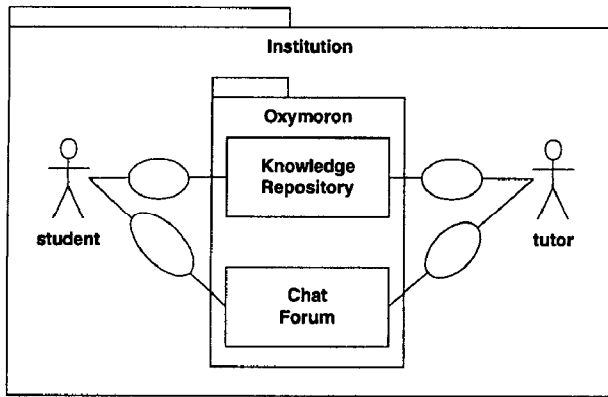 Institution
Oxymoron
Knowledge
Repository
student
tutor
Chat
Forum